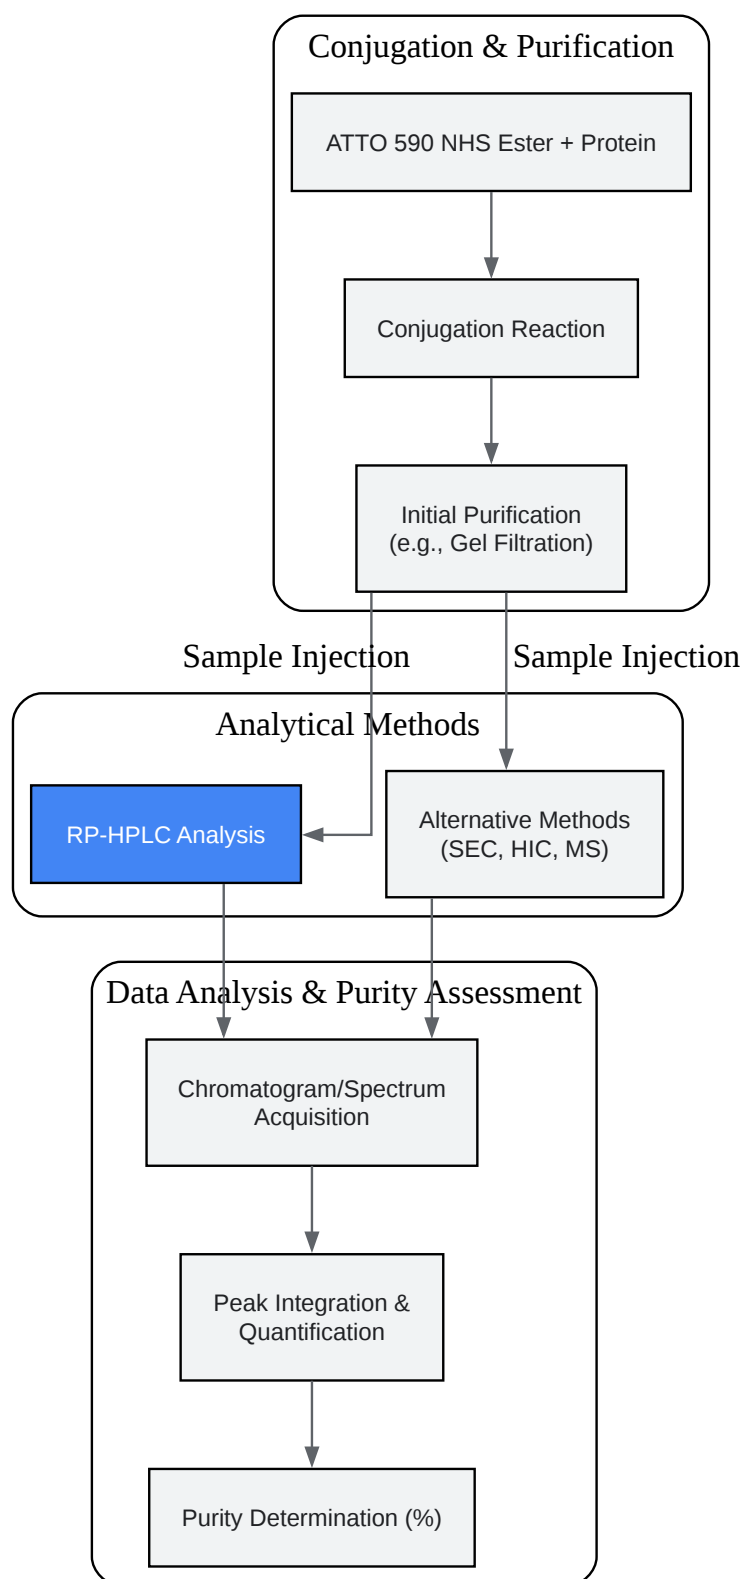 Conjugation & Purification
ATTO 590 NHS Ester + Protein
Conjugation Reaction
Initial Purification
(e.g., Gel Filtration)
Sample Injection
Sample Injection
Analytical Methods
RP-HPLC Analysis
Alternative Methods
(SEC, HIC, MS)
Data Analysis & Purity Assessment
Chromatogram/Spectrum
Acquisition
Peak Integration &
Quantification
Purity Determination (%)